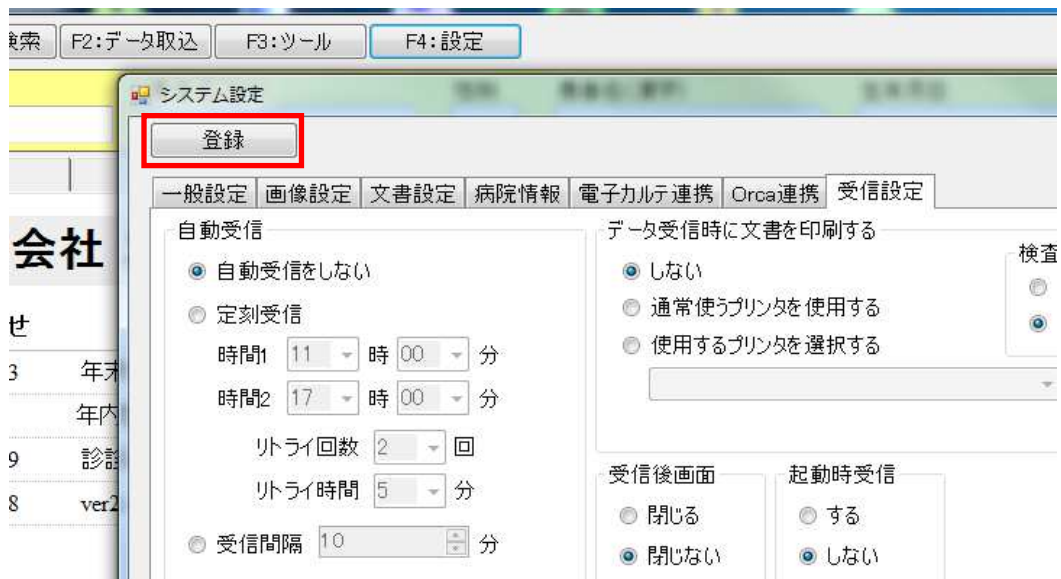 検索 F2:データ取込 F3:ツール F4:設定
システム設定
登録
一般設定 画像設定 文書設定 病院情報 電子カルテ連携 Orca連携 受信設定
会社
せ
3 年末
年内
9
8 ver2
自動受信
自動受信をしない
定刻受信
時間1 11 時 00 分
時間2 17 時 00 分
リトライ回数 2 回
リトライ時間 5 分
受信間隔 10 分
データ受信時に文書を印刷する
しない
通常使うプリンタを使用する
使用するプリンタを選択する
検査
受信後画面
閉じる
閉じない
起動時受信
する
しない